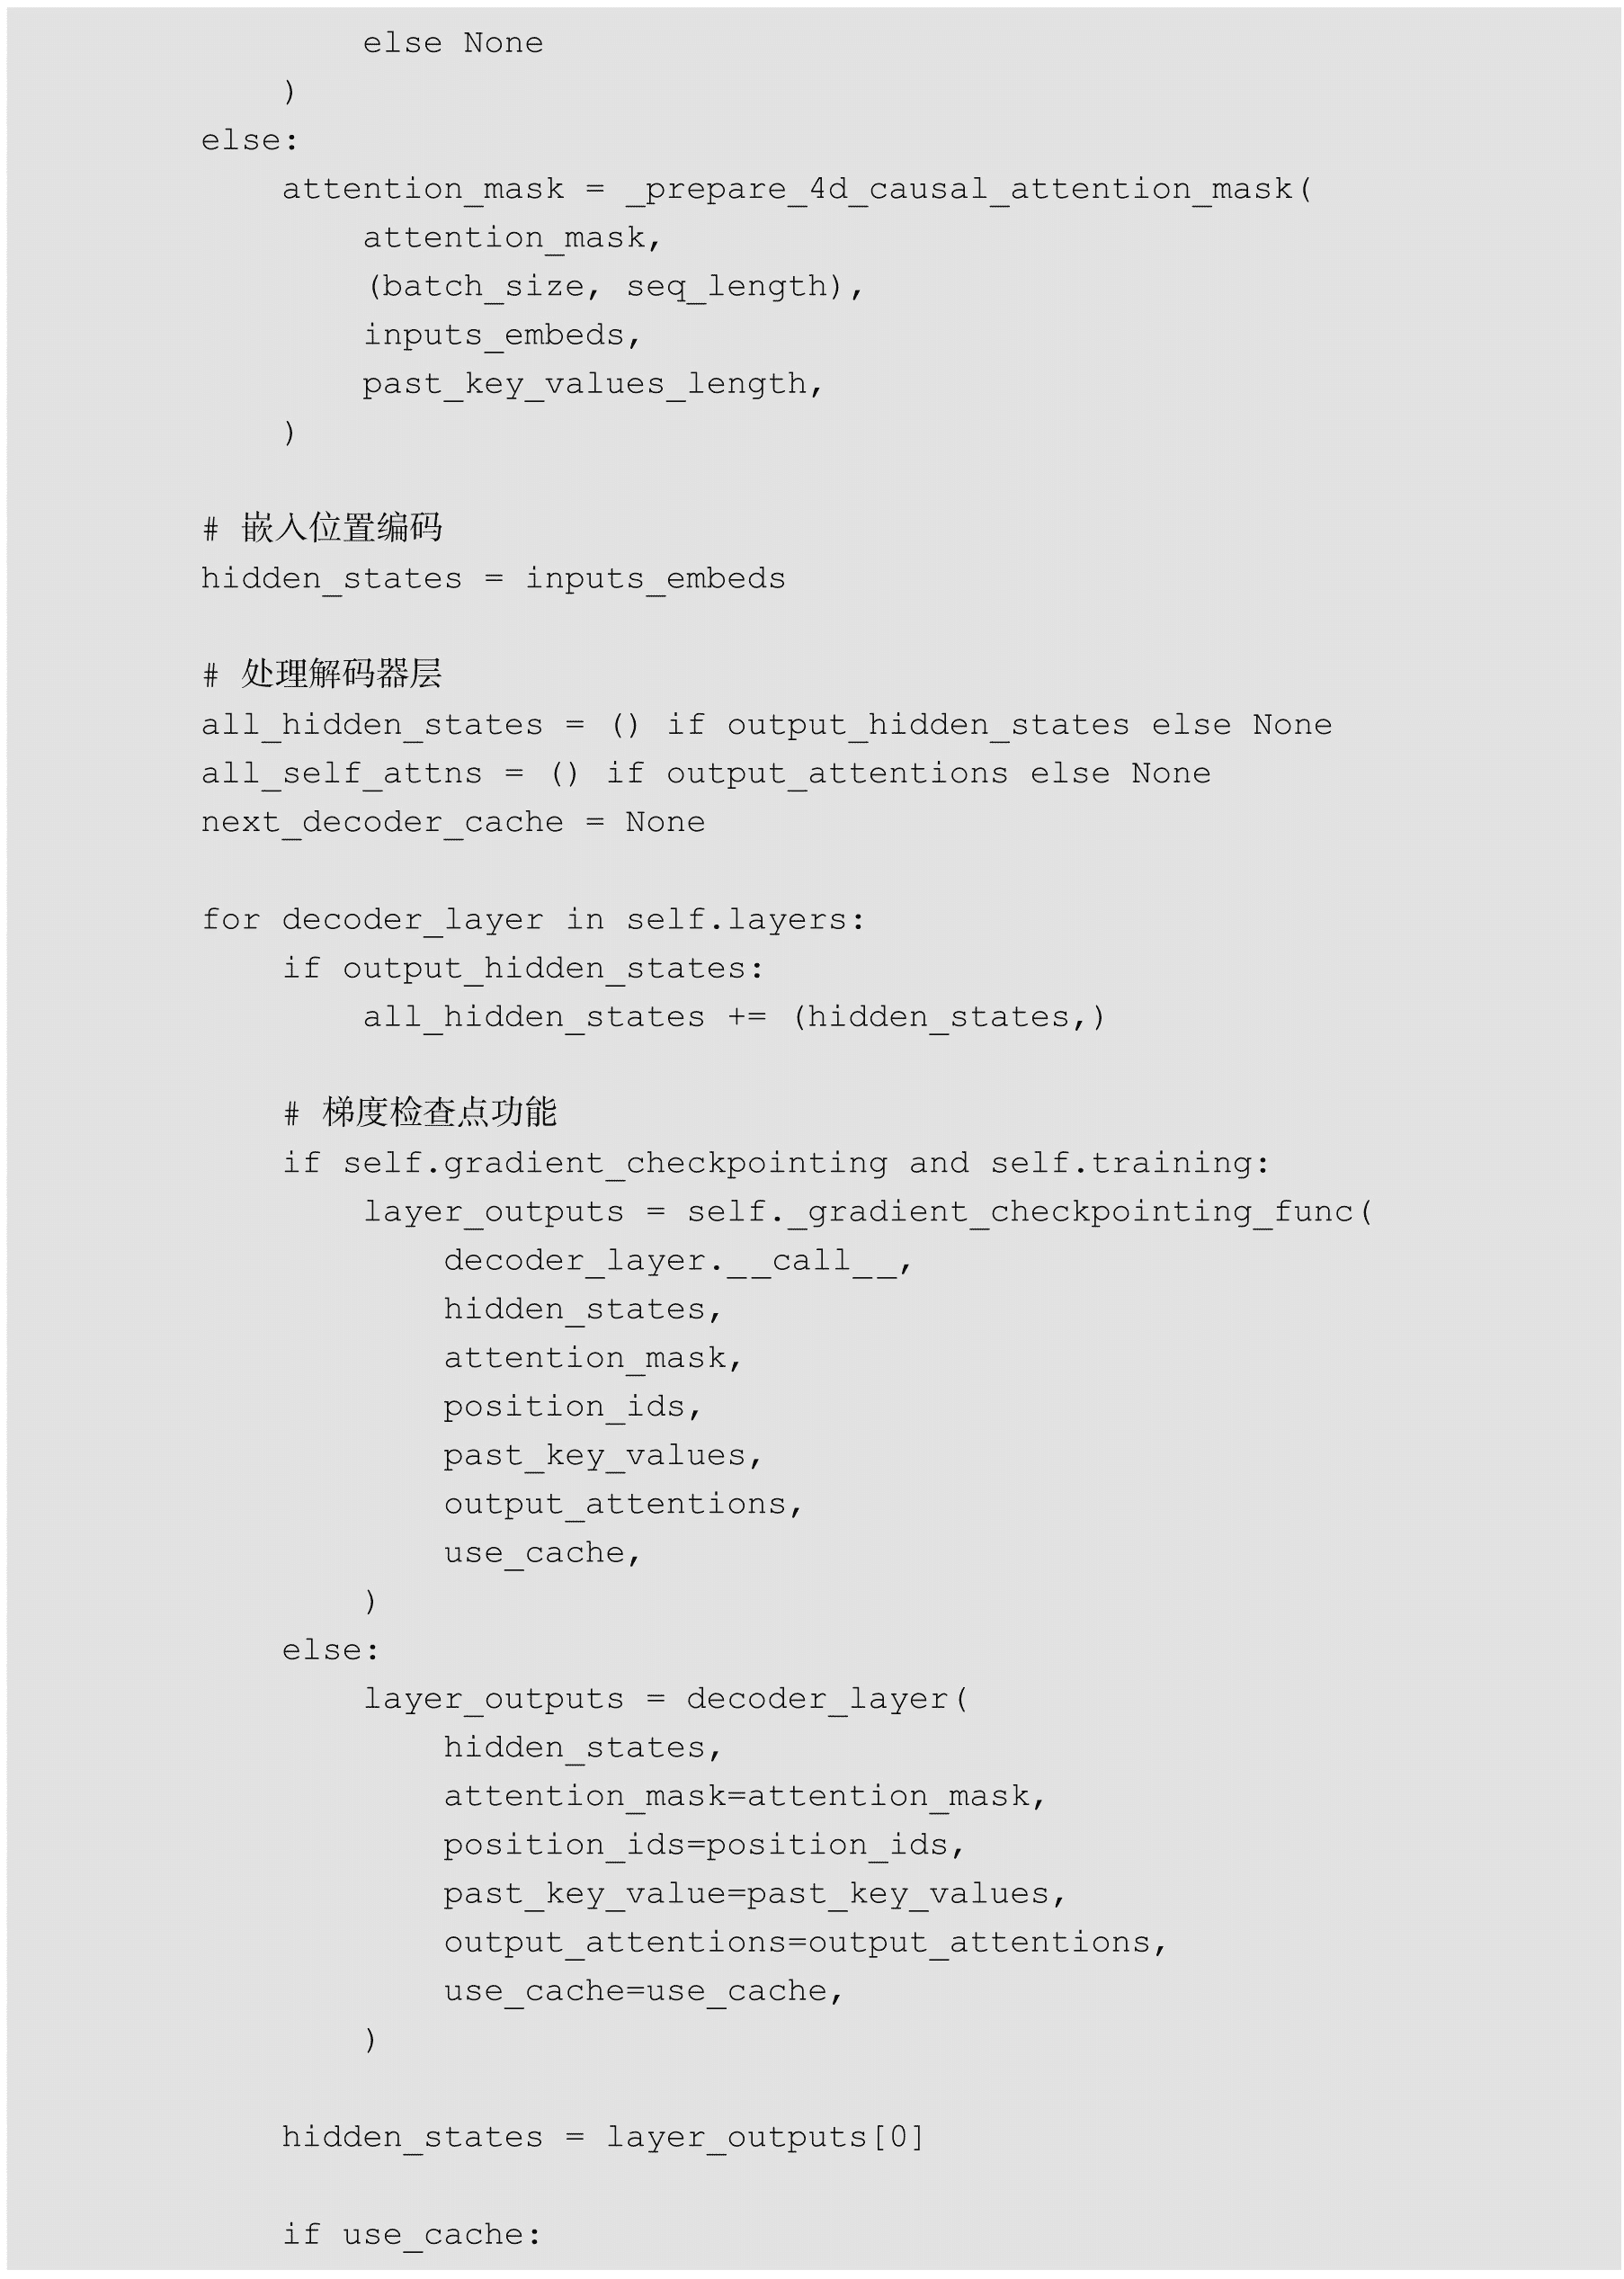 else None
    )
else:
    attention_mask = _prepare_4d_causal_attention_mask(
        attention_mask,
        (batch_size, seq_length),
        inputs_embeds,
        past_key_values_length,
    )

# 嵌入位置编码
hidden_states = inputs_embeds

# 处理解码器层
all_hidden_states = () if output_hidden_states else None
all_self_attns = () if output_attentions else None
next_decoder_cache = None

for decoder_layer in self.layers:
    if output_hidden_states:
        all_hidden_states += (hidden_states,)

    # 梯度检查点功能
    if self.gradient_checkpointing and self.training:
        layer_outputs = self._gradient_checkpointing_func(
            decoder_layer.__call__,
            hidden_states,
            attention_mask,
            position_ids,
            past_key_values,
            output_attentions,
            use_cache,
        )
    else:
        layer_outputs = decoder_layer(
            hidden_states,
            attention_mask=attention_mask,
            position_ids=position_ids,
            past_key_value=past_key_values,
            output_attentions=output_attentions,
            use_cache=use_cache,
        )

    hidden_states = layer_outputs[0]

    if use_cache: